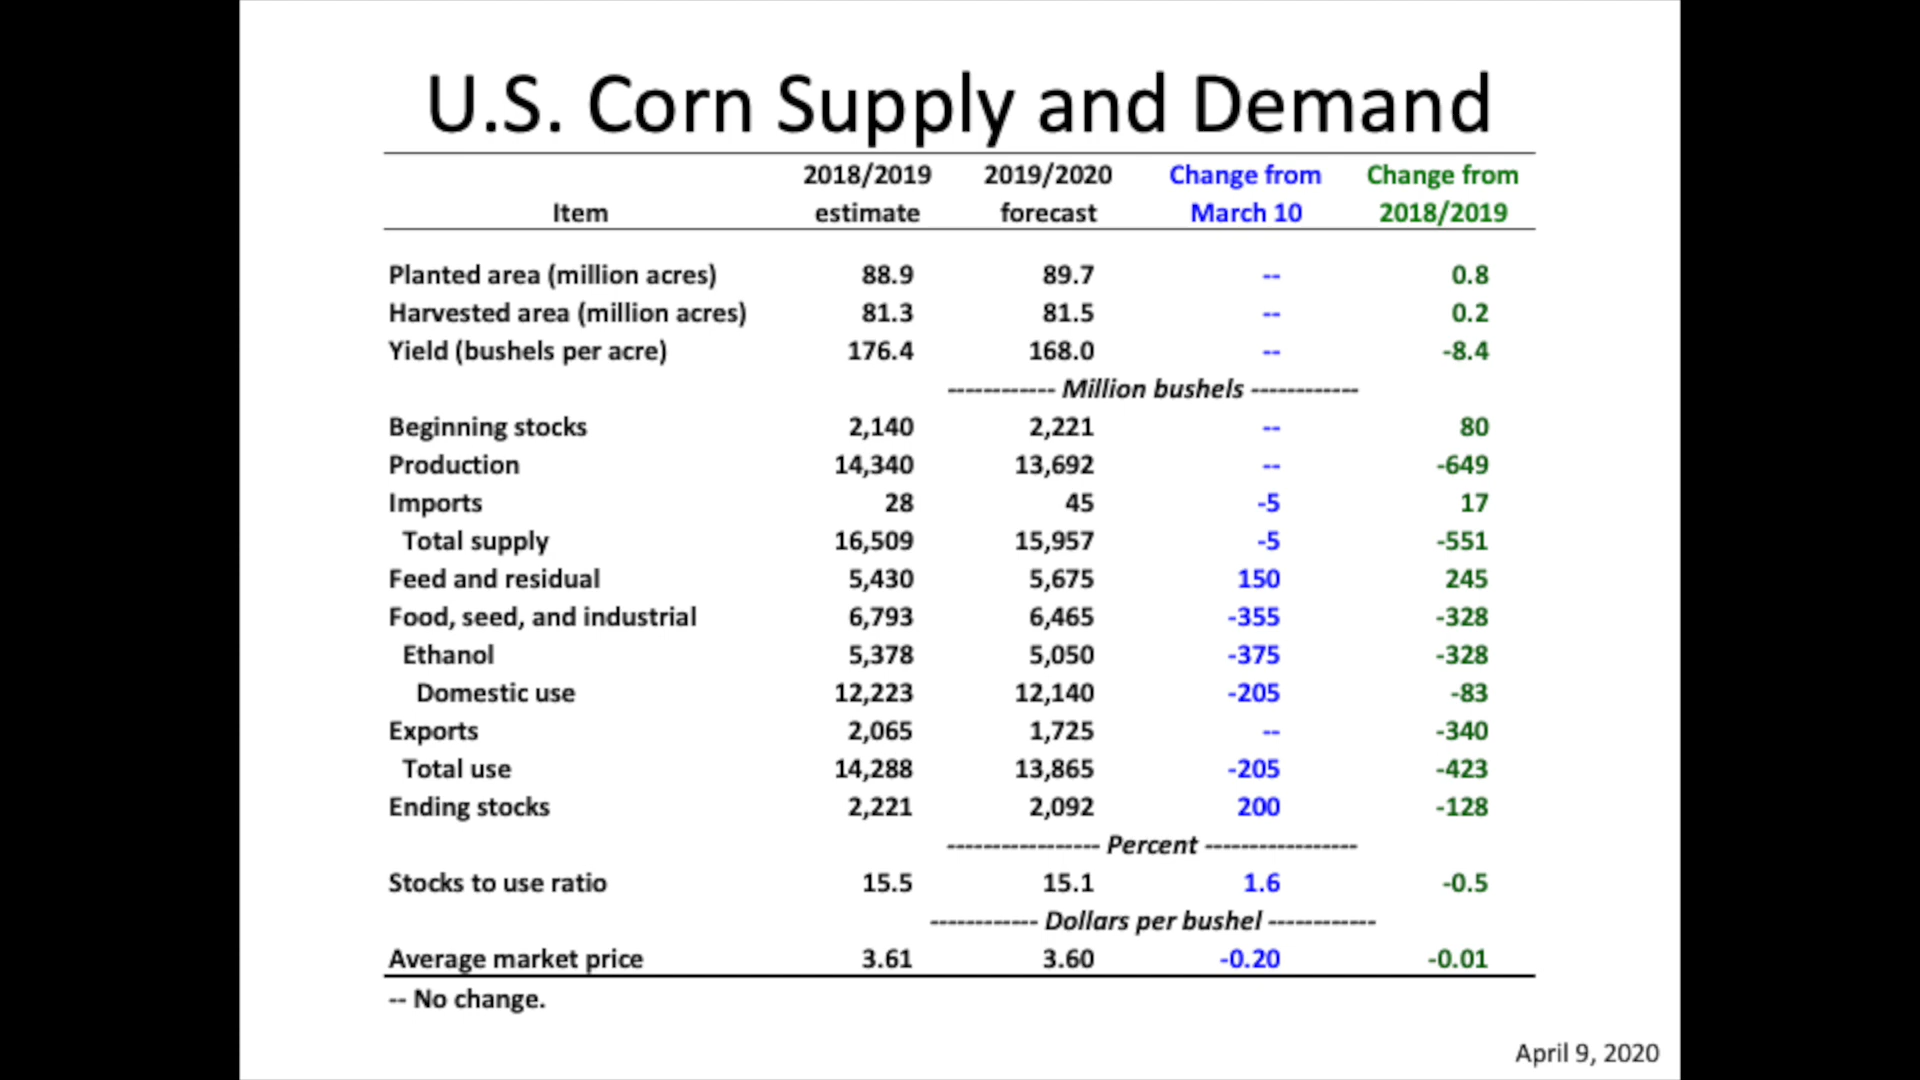 U.S. Corn Supply and Demand
2018/2019 2019/2020 Change from Change from
Item estimate forecast March 10 2018/2019
Planted area (million acres) 88.9 89.7 -- 0.8
Harvested area (million acres) 81.3 81.5 -- 0.2
Yield (bushels per acre) 176.4 168.0 -- -8.4
------------ Million bushels ------------
Beginning stocks 2,140 2,221 -- 80
Production 14,340 13,692 -- -649
Imports 28 45 -5 17
Total supply 16,509 15,957 -5 -551
Feed and residual 5,430 5,675 150 245
Food, seed, and industrial 6,793 6,465 -355 -328
Ethanol 5,378 5,050 -375 -328
Domestic use 12,223 12,140 -205 -83
Exports 2,065 1,725 -- -340
Total use 14,288 13,865 -205 -423
Ending stocks 2,221 2,092 200 -128
----------------- Percent -----------------
Stocks to use ratio 15.5 15.1 1.6 -0.5
------------ Dollars per bushel ------------
Average market price 3.61 3.60 -0.20 -0.01
-- No change.
April 9, 2020